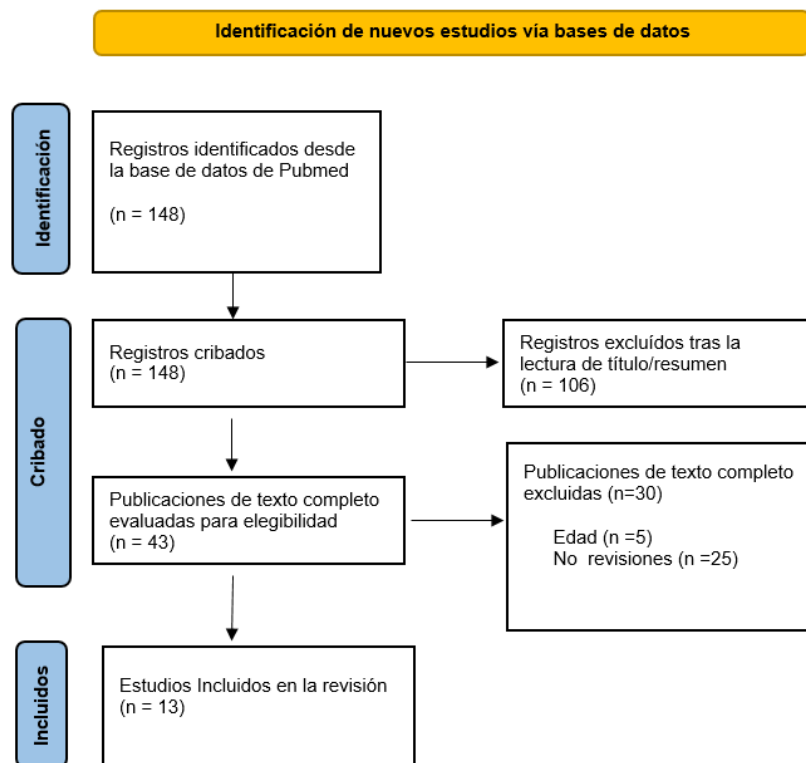 Identificación de nuevos estudios vía bases de datos
Identificación
Registros identificados desde
la base de datos de Pubmed
(n = 148)
Cribado
Registros cribados
(n = 148)
Registros excluídos tras la
lectura de título/resumen
(n = 106)
Publicaciones de texto completo
evaluadas para elegibilidad
(n = 43)
Publicaciones de texto completo
excluidas (n=30)
Edad (n =5)
No revisiones (n =25)
Incluidos
Estudios Incluidos en la revisión
(n = 13)